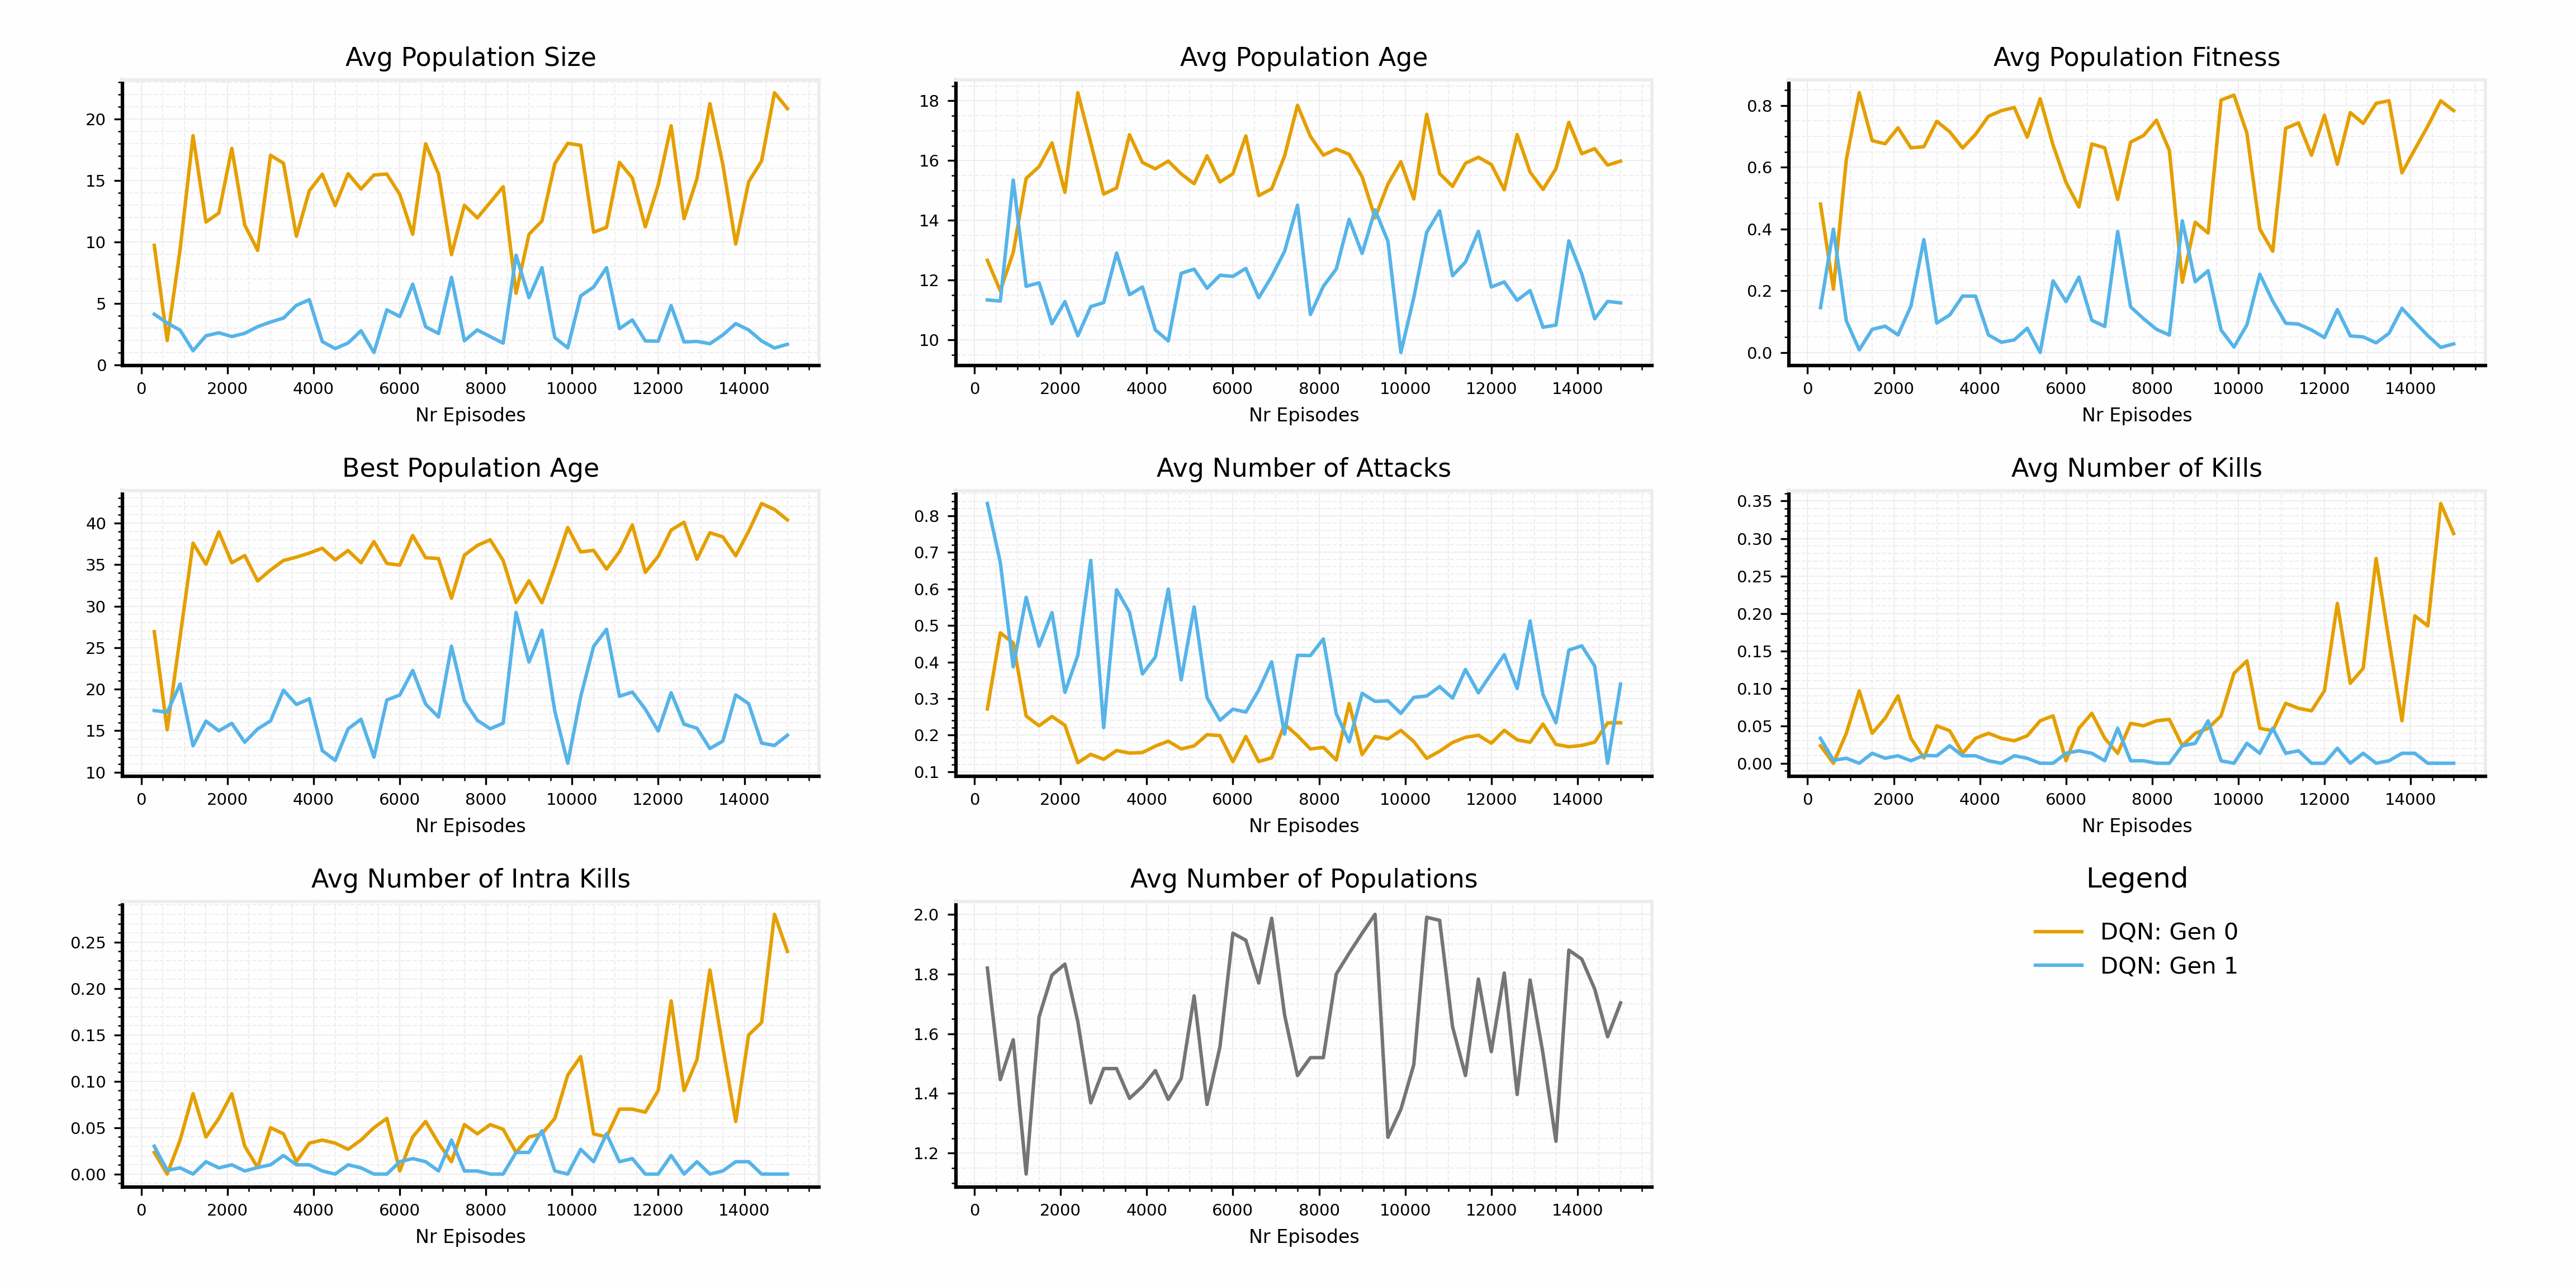 Avg Population Size
20
15
10
5
0
0 2000 4000 6000 8000 10000 12000 14000
Nr Episodes
Avg Population Age
18
16
14
12
10
0 2000 4000 6000 8000 10000 12000 14000
Nr Episodes
Avg Population Fitness
0.8
0.6
0.4
0.2
0.0
0 2000 4000 6000 8000 10000 12000 14000
Nr Episodes
Best Population Age
40
35
30
25
20
15
10
0 2000 4000 6000 8000 10000 12000 14000
Nr Episodes
Avg Number of Attacks
0.8
0.7
0.6
0.5
0.4
0.3
0.2
0.1
0 2000 4000 6000 8000 10000 12000 14000
Nr Episodes
Avg Number of Kills
0.35
0.30
0.25
0.20
0.15
0.10
0.05
0.00
0 2000 4000 6000 8000 10000 12000 14000
Nr Episodes
Avg Number of Intra Kills
0.25
0.20
0.15
0.10
0.05
0.00
0 2000 4000 6000 8000 10000 12000 14000
Nr Episodes
Avg Number of Populations
2.0
1.8
1.6
1.4
1.2
0 2000 4000 6000 8000 10000 12000 14000
Nr Episodes
Legend
DQN: Gen 0
DQN: Gen 1